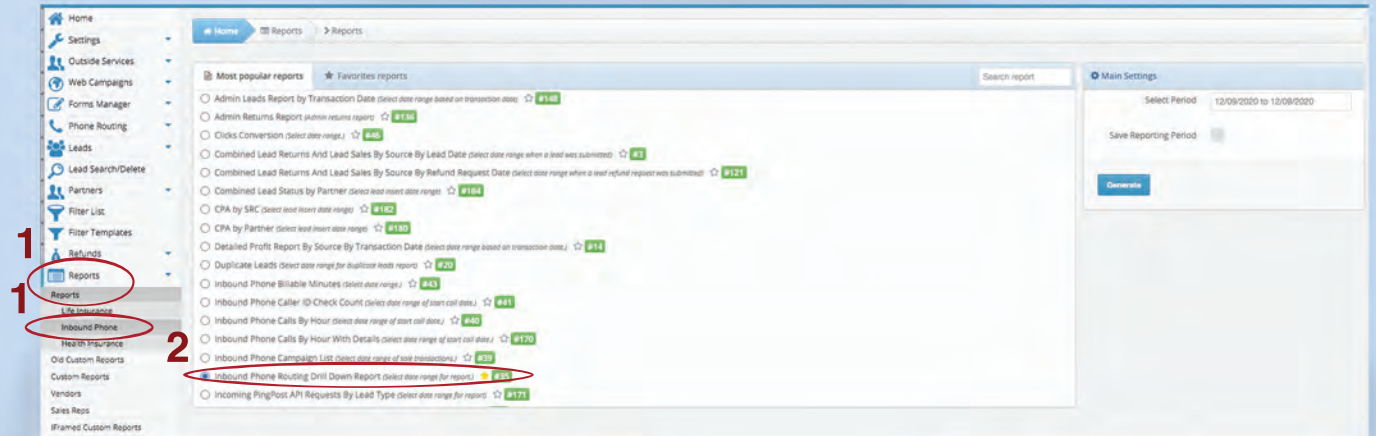 Home
Settings
Outside Services
Web Campaigns
Forms Manager
Phone Routing
Leads
Lead Search/Delete
Partners
Filter List
Filter Templates
1
Refunds
Reports
1
Reports
Life Insurance
Inbound Phone
Health Insurance
Old Custom Reports
Custom Reports
Vendors
Sales Reps
IFramed Custom Reports
Home Reports > Reports
Most popular reports Favorites reports Search report
Admin Leads Report by Transaction Date (Select date range based on transaction date) #148
Admin Returns Report (Admin returns report) #136
Clicks Conversion (Select date range.) #46
Combined Lead Returns And Lead Sales By Source By Lead Date (Select date range when a lead was submitted) #3
Combined Lead Returns And Lead Sales By Source By Refund Request Date (Select date range when a lead refund request was submitted) #121
Combined Lead Status by Partner (Select lead insert date range) #184
CPA by SRC (Select lead insert date range) #182
CPA by Partner (Select lead insert date range) #180
Detailed Profit Report By Source By Transaction Date (Select date range based on transaction date.) #14
Duplicate Leads (Select date range for duplicate leads report) #20
Inbound Phone Billable Minutes (Select date range.) #43
Inbound Phone Caller ID Check Count (Select date range of start call date.) #41
Inbound Phone Calls By Hour (Select date range of start call date.) #40
Inbound Phone Calls By Hour With Details (Select date range of start call date.) #170
2
Inbound Phone Campaign List (Select date range of sale transactions.) #39
Inbound Phone Routing Drill Down Report (Select date range for report.) #35
Incoming PingPost API Requests By Lead Type (Select date range for report) #171
Main Settings
Select Period 12/09/2020 to 12/09/2020
Save Reporting Period
Generate